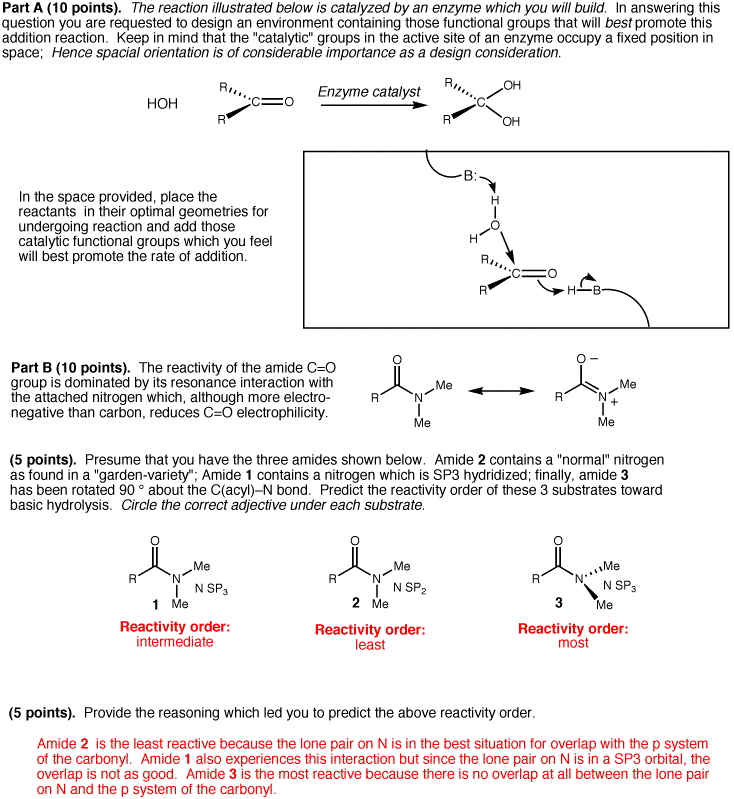 Part A (10 points). The reaction illustrated below is catalyzed by an enzyme which you will build. In answering this
question you are requested to design an environment containing those functional groups that will best promote this
addition reaction. Keep in mind that the "catalytic" groups in the active site of an enzyme occupy a fixed position in
space; Hence spacial orientation is of considerable importance as a design consideration.
HOH
R
R
C
O
Enzyme catalyst
R
R
C
OH
OH
In the space provided, place the
reactants in their optimal geometries for
undergoing reaction and add those
catalytic functional groups which you feel
will best promote the rate of addition.
B:
H
O
H
R
R
C
O
H
B
Part B (10 points). The reactivity of the amide C=O
group is dominated by its resonance interaction with
the attached nitrogen which, although more electro-
negative than carbon, reduces C=O electrophilicity.
O
R
N
Me
Me
O –
R
N
+
Me
Me
(5 points). Presume that you have the three amides shown below. Amide 2 contains a "normal" nitrogen
as found in a "garden-variety"; Amide 1 contains a nitrogen which is SP3 hydridized; finally, amide 3
has been rotated 90 ° about the C(acyl)–N bond. Predict the reactivity order of these 3 substrates toward
basic hydrolysis. Circle the correct adjective under each substrate.
O
R
N
Me
N SP3
1 Me
Reactivity order:
intermediate
O
R
N
Me
N SP2
2 Me
Reactivity order:
least
O
R
N
Me
N SP3
3 Me
Reactivity order:
most
(5 points). Provide the reasoning which led you to predict the above reactivity order.
Amide 2 is the least reactive because the lone pair on N is in the best situation for overlap with the p system
of the carbonyl. Amide 1 also experiences this interaction but since the lone pair on N is in a SP3 orbital, the
overlap is not as good. Amide 3 is the most reactive because there is no overlap at all between the lone pair
on N and the p system of the carbonyl.